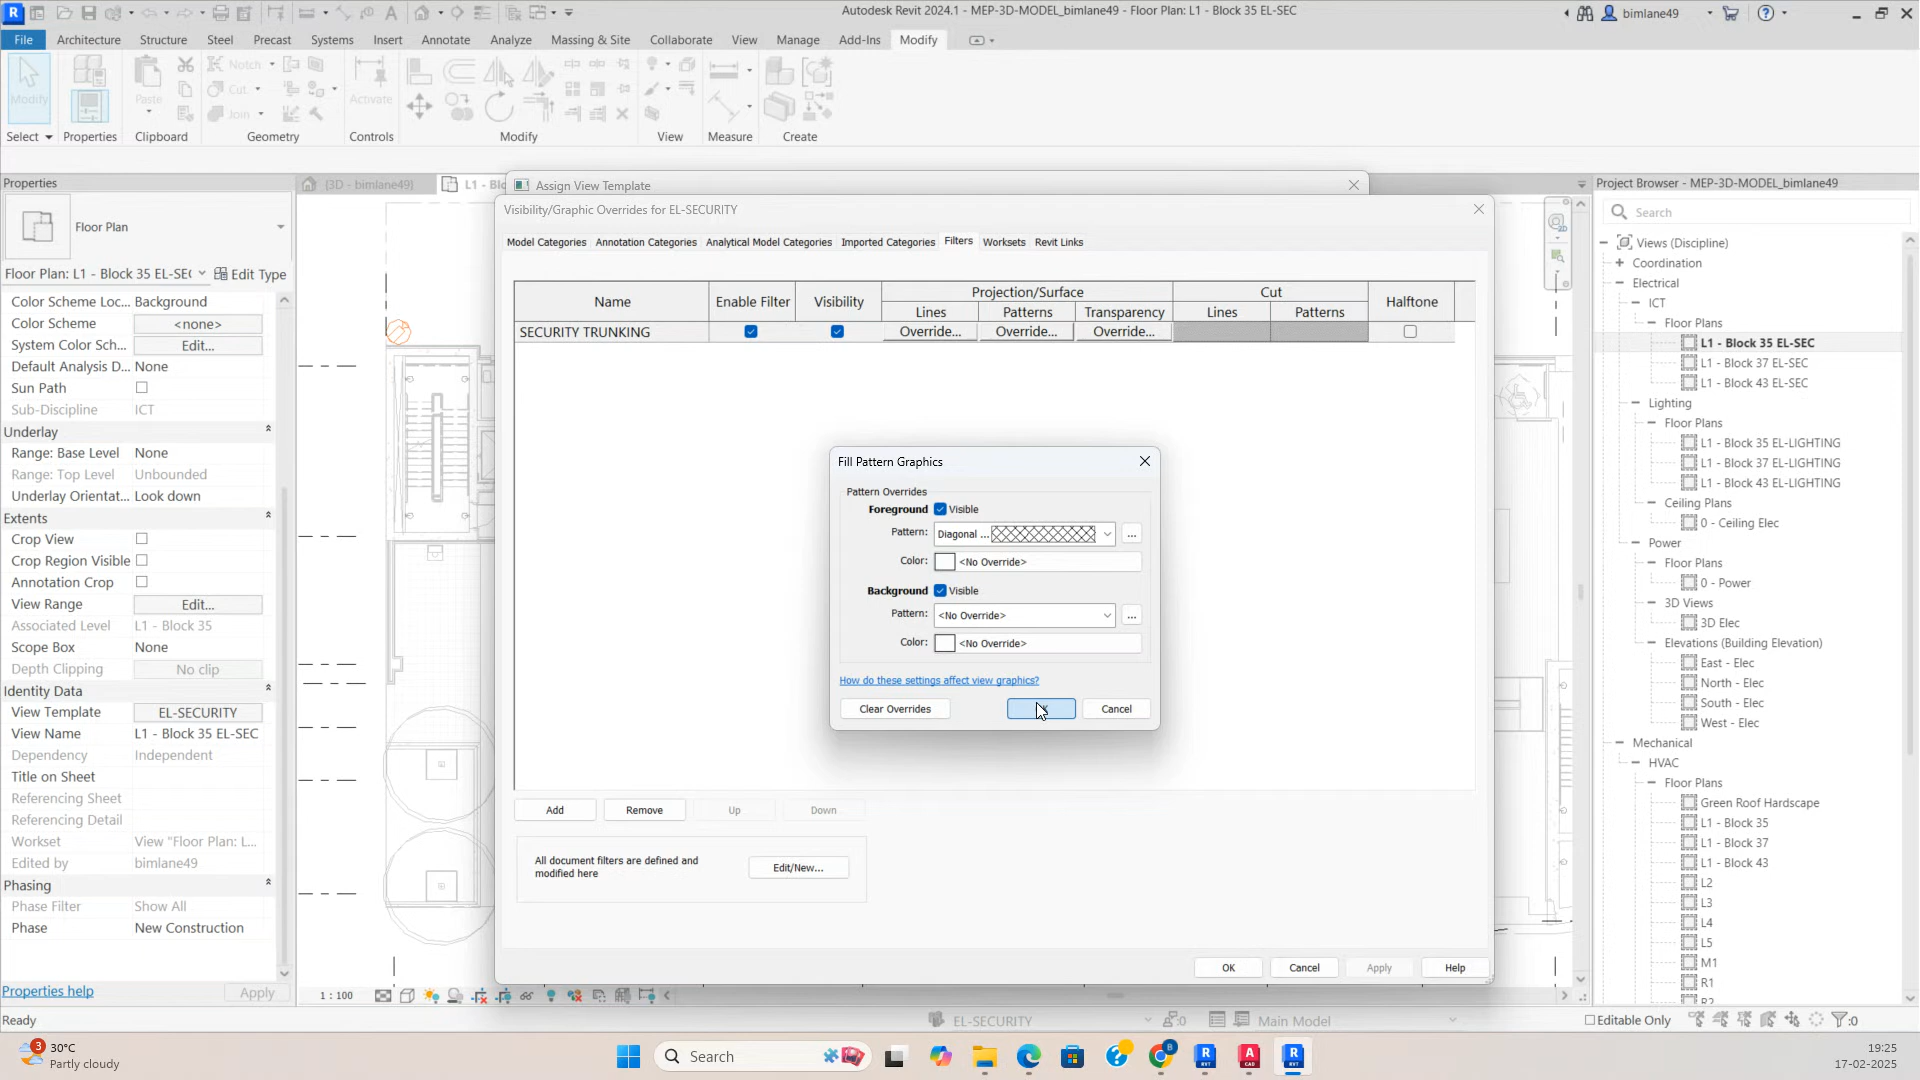 Autodesk Revit 2024.1 - MEP-3D-MODEL_bimlane49 - Floor Plan: L1 - Block 35 EL-SEC
bimlane49
File Architecture Structure Steel Precast Systems Insert Annotate Analyze Massing & Site Collaborate View Manage Add-Ins Modify
Modify Paste Notch Cut Join Activate
Select Properties Clipboard Geometry Controls Modify View Measure Create
Properties
Floor Plan
Floor Plan: L1 - Block 35 EL-SEC
Edit Type
Color Scheme Loc... Background
Color Scheme <none>
System Color Sch... Edit...
Default Analysis D... None
Sun Path
Sub-Discipline ICT
Underlay
Range: Base Level None
Range: Top Level Unbounded
Underlay Orientat... Look down
Extents
Crop View
Crop Region Visible
Annotation Crop
View Range Edit...
Associated Level L1 - Block 35
Scope Box None
Depth Clipping No clip
Identity Data
View Template EL-SECURITY
View Name L1 - Block 35 EL-SEC
Dependency Independent
Title on Sheet
Referencing Sheet
Referencing Detail
Workset View "Floor Plan: L...
Edited by bimlane49
Phasing
Phase Filter Show All
Phase New Construction
Properties help Apply
{3D - bimlane49} L1 - Blo
Assign View Template
Visibility/Graphic Overrides for EL-SECURITY
Model Categories Annotation Categories Analytical Model Categories Imported Categories Filters Worksets Revit Links
Name Enable Filter Visibility Projection/Surface Cut Halftone
Lines Patterns Transparency Lines Patterns
SECURITY TRUNKING Override... Override... Override...
Fill Pattern Graphics
Pattern Overrides
Foreground Visible
Pattern: Diagonal ... ...
Color: <No Override>
Background Visible
Pattern: <No Override> ...
Color: <No Override>
How do these settings affect view graphics?
Clear Overrides Cancel
Add Remove Up Down
All document filters are defined and
modified here
Edit/New...
OK Cancel Apply Help
Project Browser - MEP-3D-MODEL_bimlane49
Search
Views (Discipline)
Coordination
Electrical
ICT
Floor Plans
L1 - Block 35 EL-SEC
L1 - Block 37 EL-SEC
L1 - Block 43 EL-SEC
Lighting
Floor Plans
L1 - Block 35 EL-LIGHTING
L1 - Block 37 EL-LIGHTING
L1 - Block 43 EL-LIGHTING
Ceiling Plans
0 - Ceiling Elec
Power
Floor Plans
0 - Power
3D Views
3D Elec
Elevations (Building Elevation)
East - Elec
North - Elec
South - Elec
West - Elec
Mechanical
HVAC
Floor Plans
Green Roof Hardscape
L1 - Block 35
L1 - Block 37
L1 - Block 43
L2
L3
L4
L5
M1
R1
R2
1 : 100
Ready
EL-SECURITY :0 Main Model Editable Only :0
3 30°C
Partly cloudy
Search
19:25
17-02-2025